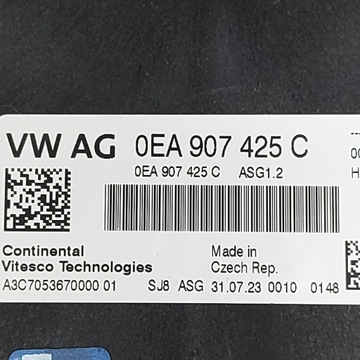 VW AG 0EA 907 425 C
0EA 907 425 C ASG1.2
Continental
Vitesco Technologies
Made in
Czech Rep.
A3C7053670000 01 SJ8 ASG 31.07.23 0010 0148